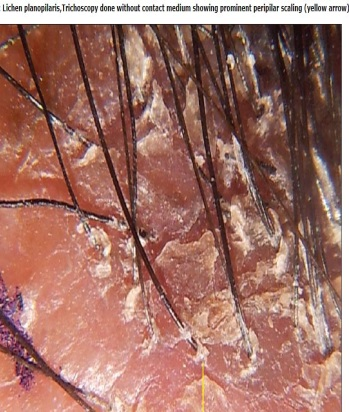 : Lichen planopilaris,Trichoscopy done without contact medium showing prominent peripilar scaling (yellow arrow)